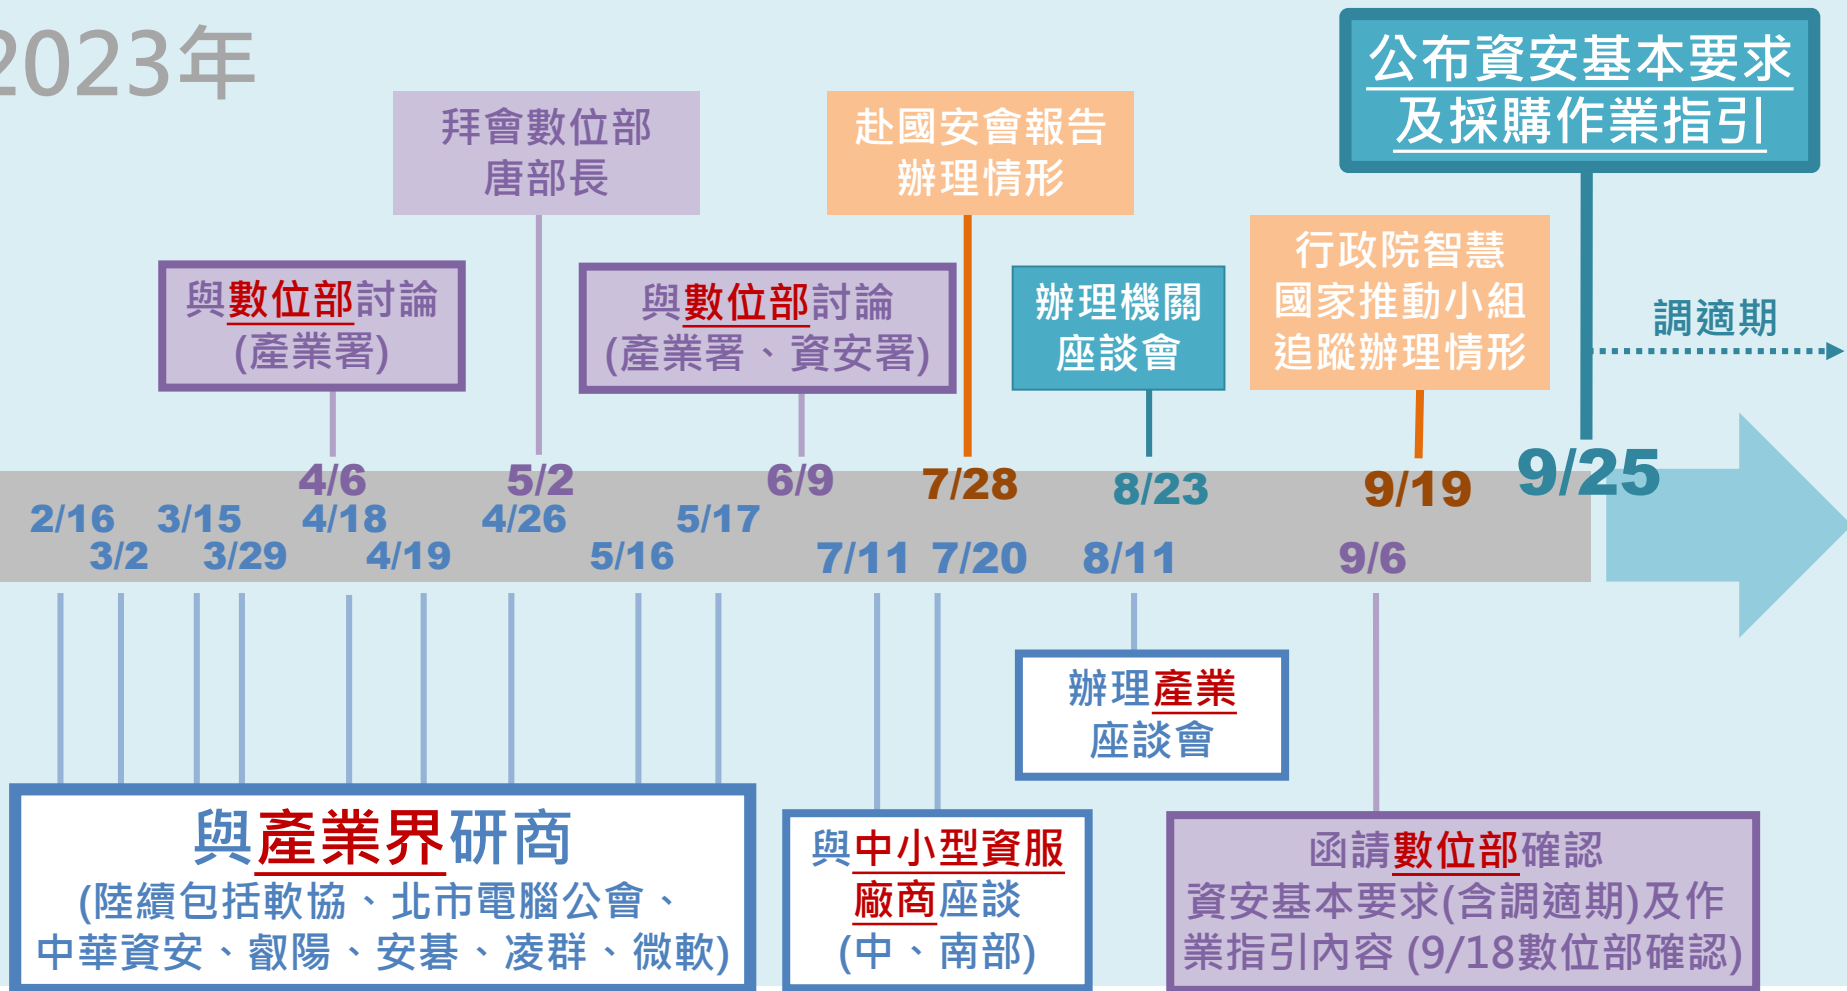 2023年
公布資安基本要求
及採購作業指引
拜會數位部
唐部長
赴國安會報告
辦理情形
與數位部討論
(產業署)
與數位部討論
(產業署、資安署)
辦理機關
座談會
行政院智慧
國家推動小組
追蹤辦理情形
調適期
4/6
5/2
6/9
7/28
8/23
9/19
9/25
2/16
3/15
4/18
4/26
5/17
3/2
3/29
4/19
5/16
7/11
7/20
8/11
9/6
辦理產業
座談會
與產業界研商
(陸續包括軟協、北市電腦公會、
中華資安、叡陽、安碁、凌群、微軟)
與中小型資服
廠商座談
(中、南部)
函請數位部確認
資安基本要求(含調適期)及作
業指引內容 (9/18數位部確認)